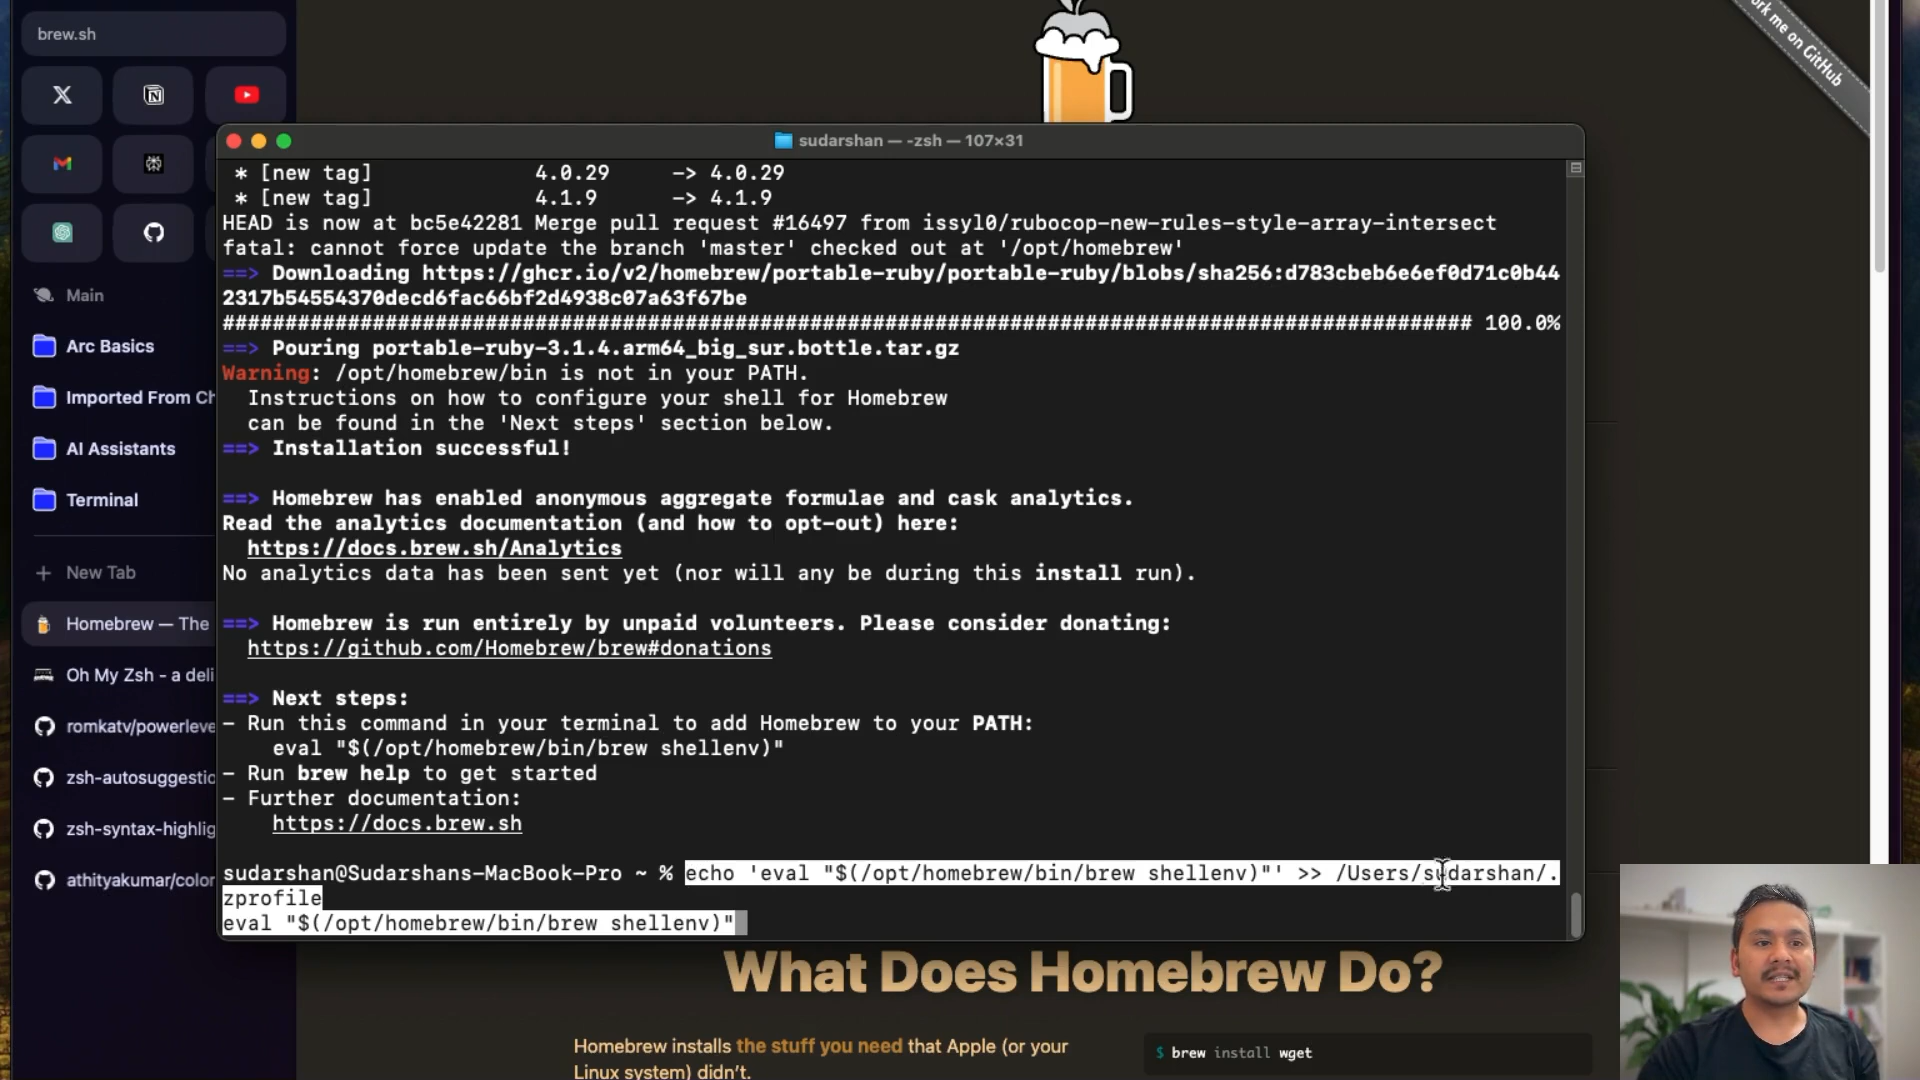 brew.sh
ork me on GitHub
sudarshan — -zsh — 107×31
* [new tag] 4.0.29 -> 4.0.29
* [new tag] 4.1.9 -> 4.1.9
HEAD is now at bc5e42281 Merge pull request #16497 from issyl0/rubocop-new-rules-style-array-intersect
fatal: cannot force update the branch 'master' checked out at '/opt/homebrew'
==> Downloading https://ghcr.io/v2/homebrew/portable-ruby/portable-ruby/blobs/sha256:d783cbeb6e6ef0d71c0b44
2317b54554370decd6fac66bf2d4938c07a63f67be
#################################################################################################### 100.0%
==> Pouring portable-ruby-3.1.4.arm64_big_sur.bottle.tar.gz
Warning: /opt/homebrew/bin is not in your PATH.
Instructions on how to configure your shell for Homebrew
can be found in the 'Next steps' section below.
==> Installation successful!
==> Homebrew has enabled anonymous aggregate formulae and cask analytics.
Read the analytics documentation (and how to opt-out) here:
https://docs.brew.sh/Analytics
No analytics data has been sent yet (nor will any be during this install run).
==> Homebrew is run entirely by unpaid volunteers. Please consider donating:
https://github.com/Homebrew/brew#donations
==> Next steps:
- Run this command in your terminal to add Homebrew to your PATH:
eval "$(/opt/homebrew/bin/brew shellenv)"
- Run brew help to get started
- Further documentation:
https://docs.brew.sh
sudarshan@Sudarshans-MacBook-Pro ~ % echo 'eval "$(/opt/homebrew/bin/brew shellenv)"' >> /Users/sudarshan/.
zprofile
eval "$(/opt/homebrew/bin/brew shellenv)"
Main
Arc Basics
Imported From Ch
AI Assistants
Terminal
+ New Tab
Homebrew — The
Oh My Zsh - a deli
romkatv/powerleve
zsh-autosuggestio
zsh-syntax-highlig
athityakumar/color
What Does Homebrew Do?
Homebrew installs the stuff you need that Apple (or your
Linux system) didn't.
$ brew install wget